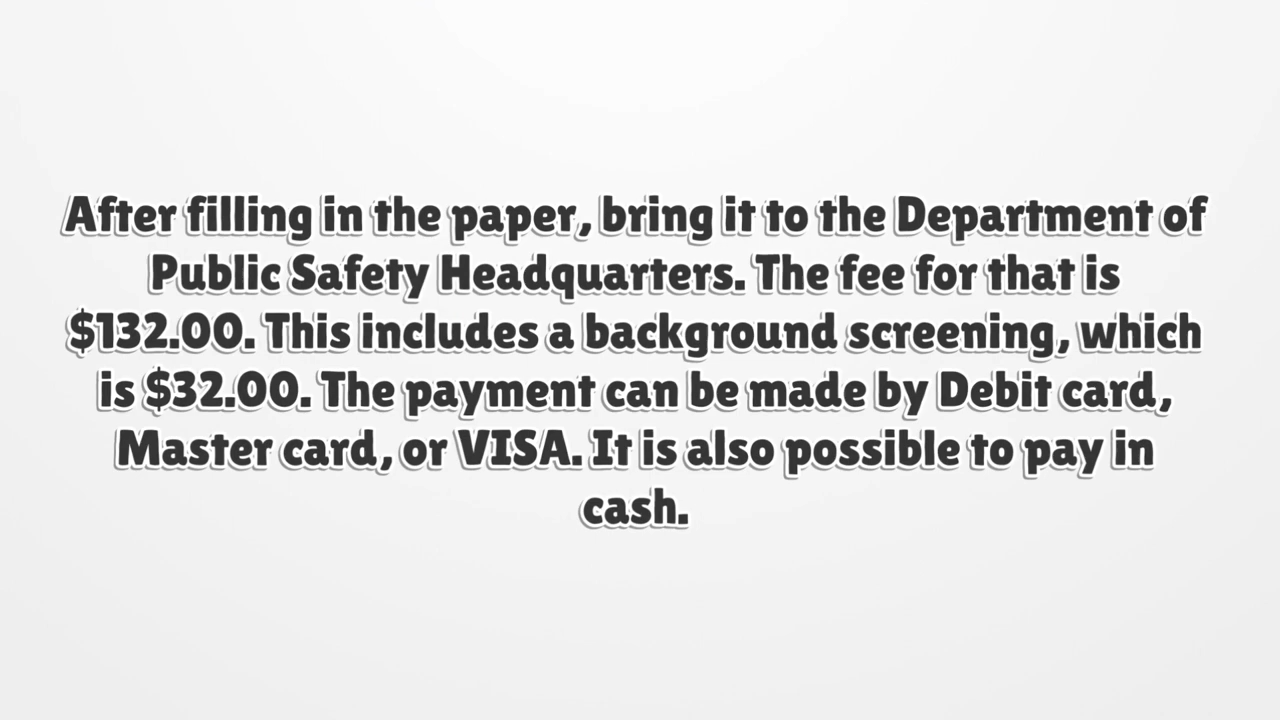 After filling in the paper, bring it to the Department of
Public Safety Headquarters. The fee for that is
$132.00. This includes a background screening, which
is $32.00. The payment can be made by Debit card,
Master card, or VISA. It is also possible to pay in
cash.